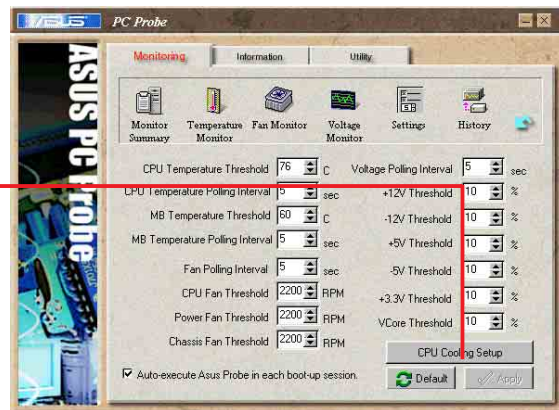 ASUS PC Probe
ASUS PC Probe
Monitoring Information Utility
Monitor Summary
Temperature Monitor
Fan Monitor
Voltage Monitor
Settings
History
CPU Temperature Threshold 76 C
Voltage Polling Interval 5 sec
CPU Temperature Polling Interval 5 sec
+12V Threshold 10 %
MB Temperature Threshold 60 C
-12V Threshold 10 %
MB Temperature Polling Interval 5 sec
+5V Threshold 10 %
Fan Polling Interval 5 sec
-5V Threshold 10 %
CPU Fan Threshold 2200 RPM
+3.3V Threshold 10 %
Power Fan Threshold 2200 RPM
VCore Threshold 10 %
Chassis Fan Threshold 2200 RPM
CPU Cooling Setup
Auto-execute Asus Probe in each boot-up session.
Default Apply